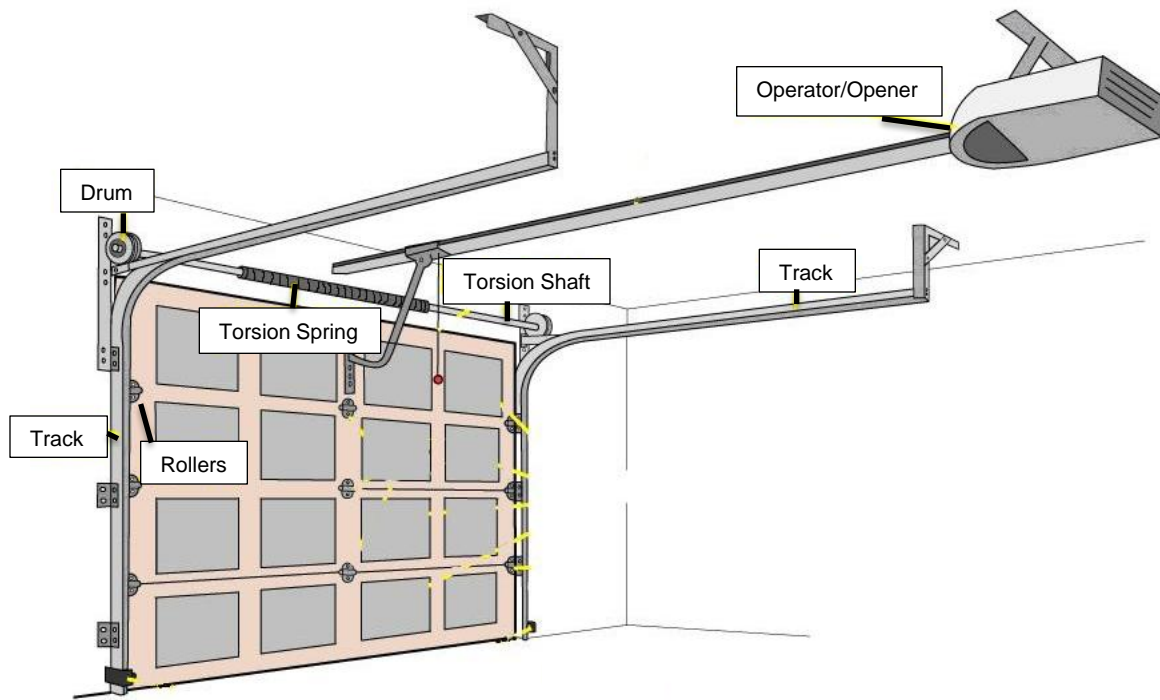 Operator/Opener
Drum
Torsion Shaft
Track
Torsion Spring
Track
Rollers